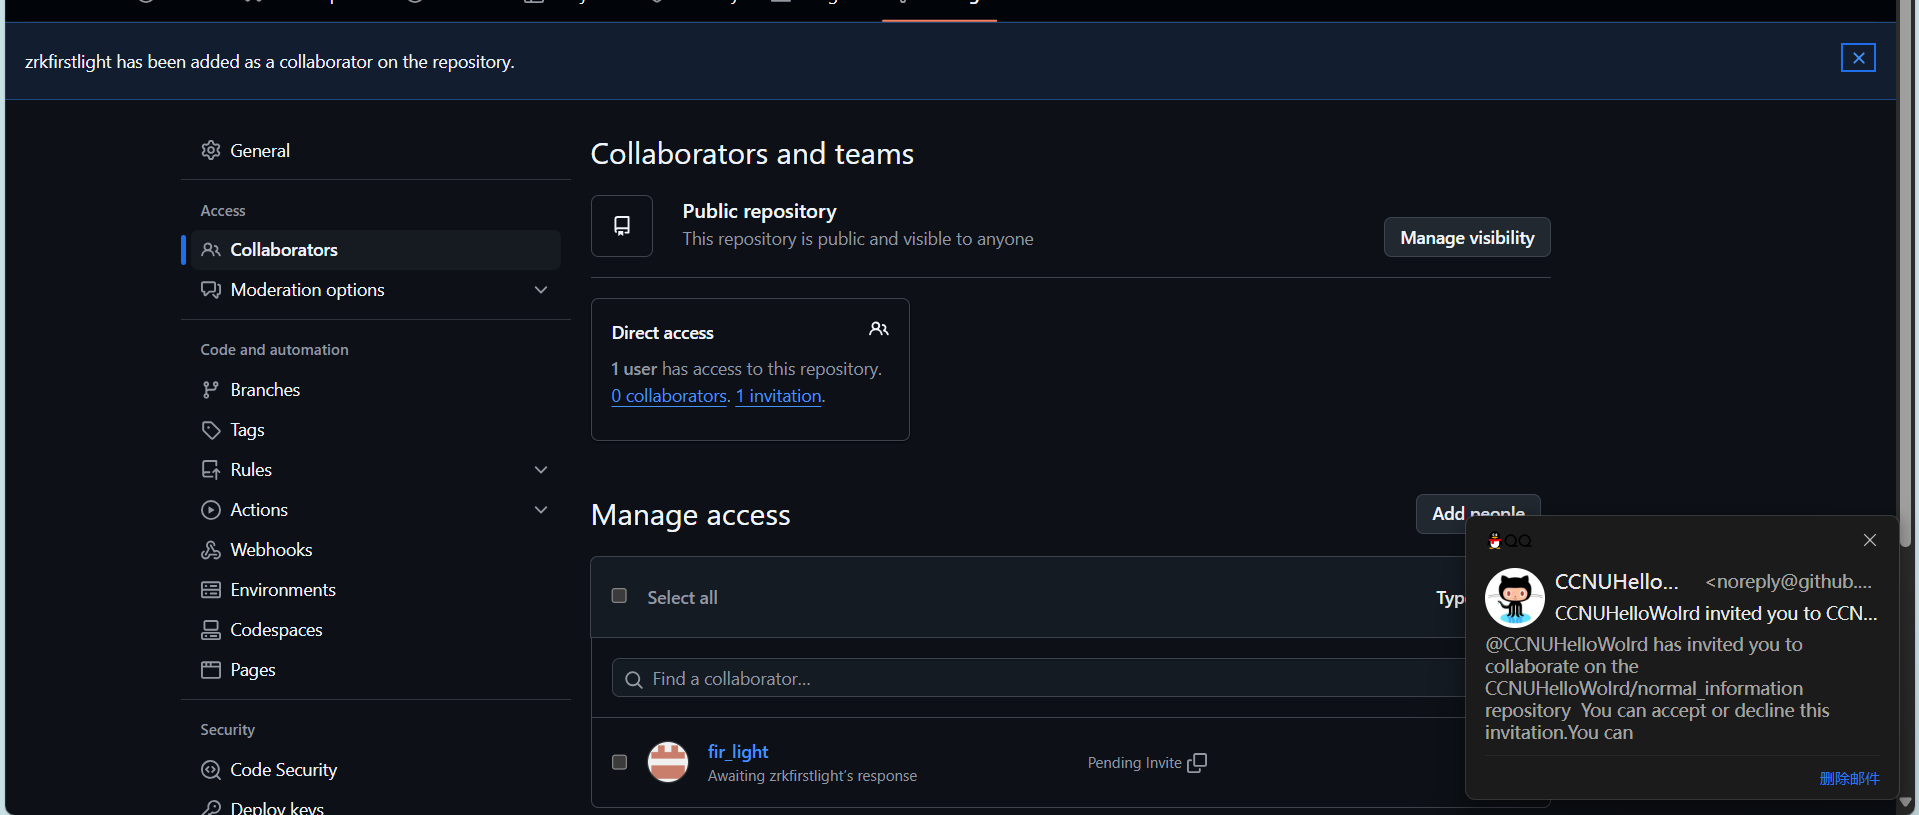 zrkfirstlight has been added as a collaborator on the repository.
General
Access
Collaborators
Moderation options
Code and automation
Branches
Tags
Rules
Actions
Webhooks
Environments
Codespaces
Pages
Security
Code Security
Deploy keys
Collaborators and teams
Public repository
This repository is public and visible to anyone
Manage visibility
Direct access
1 user has access to this repository.
0 collaborators. 1 invitation.
Manage access
Add people
Select all
Type
Find a collaborator...
fir_light
Awaiting zrkfirstlight's response
Pending Invite
QQ
CCNUHello... <noreply@github....
CCNUHelloWolrd invited you to CCN...
@CCNUHelloWolrd has invited you to
collaborate on the
CCNUHelloWolrd/normal_information
repository You can accept or decline this
invitation.You can
删除邮件